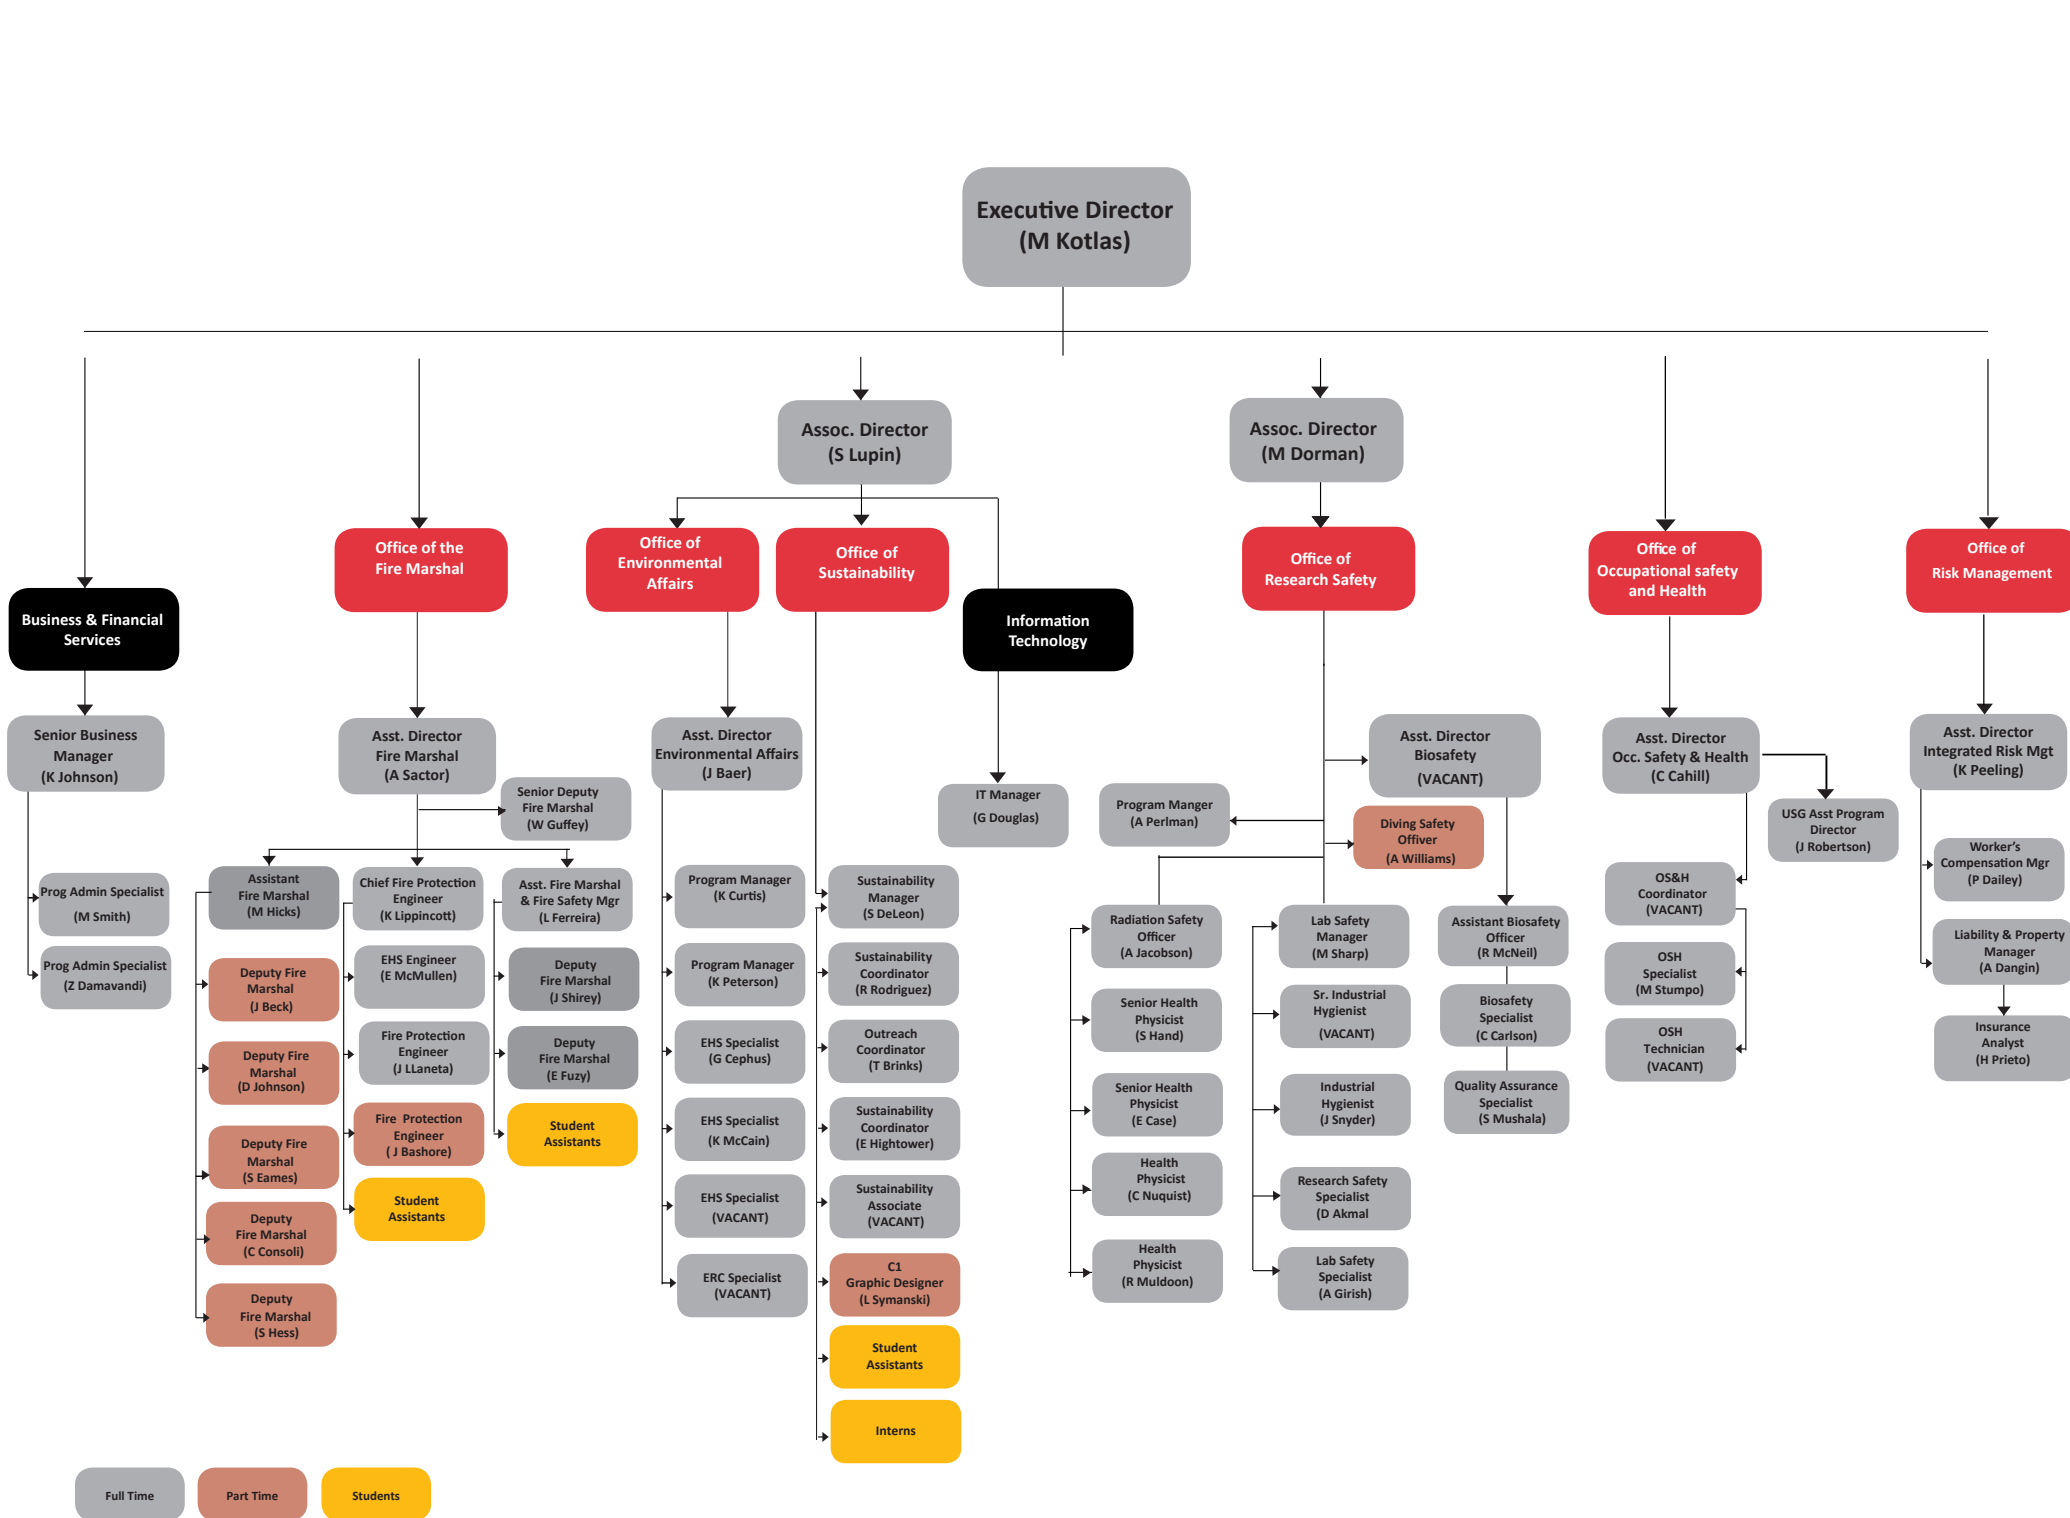 Executive Director
(M Kotlas)
Assoc. Director
(S Lupin)
Assoc. Director
(M Dorman)
Business & Financial
Services
Office of the
Fire Marshal
Office of
Environmental
Affairs
Office of
Sustainability
Information
Technology
Office of
Research Safety
Office of
Occupational safety
and Health
Office of
Risk Management
Senior Business
Manager
(K Johnson)
Prog Admin Specialist
(M Smith)
Prog Admin Specialist
(Z Damavandi)
Asst. Director
Fire Marshal
(A Sactor)
Senior Deputy
Fire Marshal
(W Guffey)
Assistant
Fire Marshal
(M Hicks)
Deputy Fire
Marshal
(J Beck)
Deputy Fire
Marshal
(D Johnson)
Deputy Fire
Marshal
(S Eames)
Deputy
Fire Marshal
(C Consoli)
Deputy
Fire Marshal
(S Hess)
Chief Fire Protection
Engineer
(K Lippincott)
EHS Engineer
(E McMullen)
Fire Protection
Engineer
(J LLaneta)
Fire  Protection
Engineer
( J Bashore)
Student
Assistants
Asst. Fire Marshal
& Fire Safety Mgr
(L Ferreira)
Deputy
Fire Marshal
(J Shirey)
Deputy
Fire Marshal
(E Fuzy)
Student
Assistants
Asst. Director
Environmental Affairs
(J Baer)
Program Manager
(K Curtis)
Program Manager
(K Peterson)
EHS Specialist
(G Cephus)
EHS Specialist
(K McCain)
EHS Specialist
(VACANT)
ERC Specialist
(VACANT)
Sustainability
Manager
(S DeLeon)
Sustainability
Coordinator
(R Rodriguez)
Outreach
Coordinator
(T Brinks)
Sustainability
Coordinator
(E Hightower)
Sustainability
Associate
(VACANT)
C1
Graphic Designer
(L Symanski)
Student
Assistants
Interns
IT Manager
(G Douglas)
Asst. Director
Biosafety
(VACANT)
Program Manger
(A Perlman)
Diving Safety
Offiver
(A Williams)
Radiation Safety
Officer
(A Jacobson)
Senior Health
Physicist
(S Hand)
Senior Health
Physicist
(E Case)
Health
Physicist
(C Nuquist)
Health
Physicist
(R Muldoon)
Lab Safety
Manager
(M Sharp)
Sr. Industrial
Hygienist
(VACANT)
Industrial
Hygienist
(J Snyder)
Research Safety
Specialist
(D Akmal
Lab Safety
Specialist
(A Girish)
Assistant Biosafety
Officer
(R McNeil)
Biosafety
Specialist
(C Carlson)
Quality Assurance
Specialist
(S Mushala)
Asst. Director
Occ. Safety & Health
(C Cahill)
USG Asst Program
Director
(J Robertson)
OS&H
Coordinator
(VACANT)
OSH
Specialist
(M Stumpo)
OSH
Technician
(VACANT)
Asst. Director
Integrated Risk Mgt
(K Peeling)
Worker's
Compensation Mgr
(P Dailey)
Liability & Property
Manager
(A Dangin)
Insurance
Analyst
(H Prieto)
Full Time
Part Time
Students